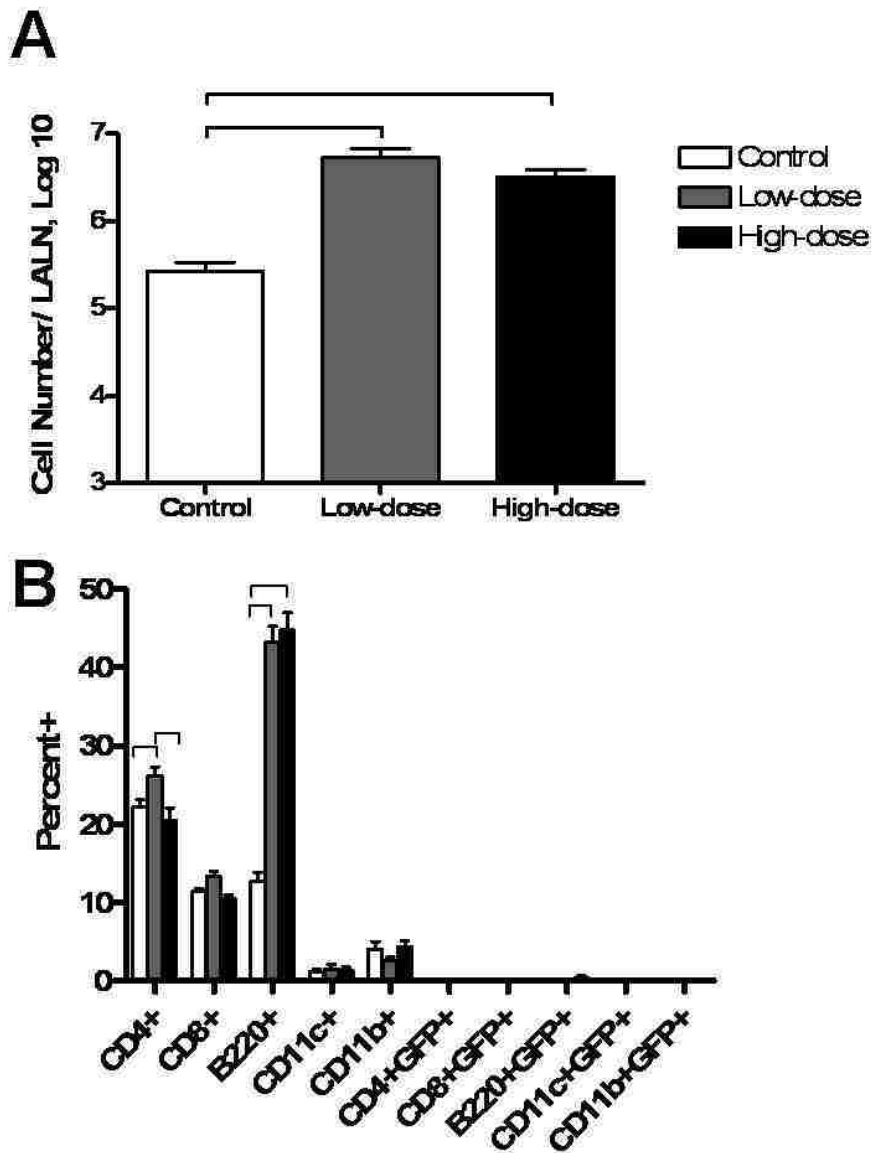 A
Cell Number/ LALN, Log 10
7
6
5
4
3
Control
Low-dose
High-dose
Control
Low-dose
High-dose
B
Percent+
50
40
30
20
10
0
CD4+
CD8+
B220+
CD11c+
CD11b+
CD4+GFP+
CD8+GFP+
B220+GFP+
CD11c+GFP+
CD11b+GFP+